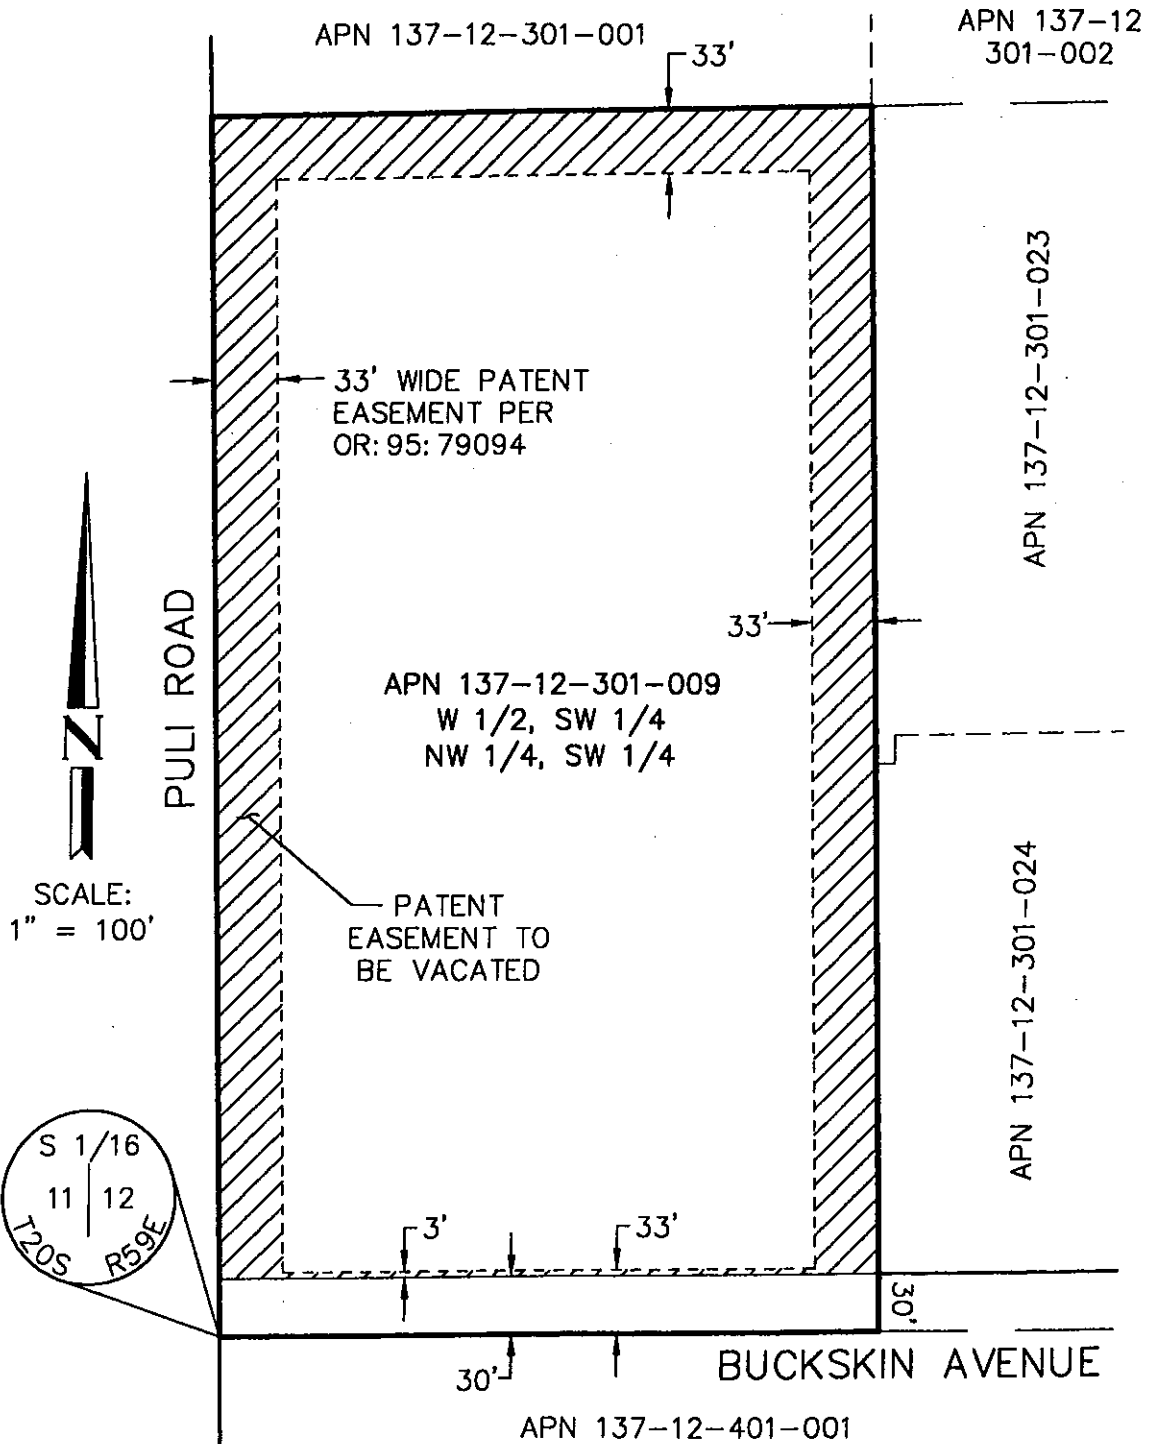 APN 137-12-301-001
APN 137-12
301-002
33'
33' WIDE PATENT
EASEMENT PER
OR: 95: 79094
APN 137-12-301-023
PULI ROAD
N
SCALE:
1" = 100'
33'
APN 137-12-301-009
W 1/2, SW 1/4
NW 1/4, SW 1/4
PATENT
EASEMENT TO
BE VACATED
APN 137-12-301-024
S 1/16
11 12
T20S R59E
3'
33'
30'
30'
BUCKSKIN AVENUE
APN 137-12-401-001